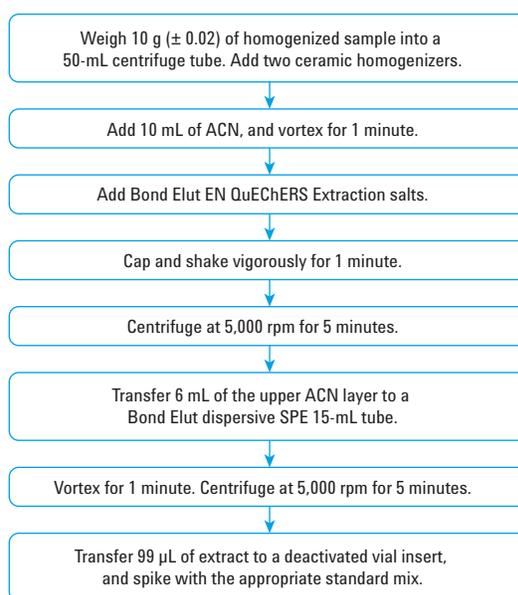 Weigh 10 g (± 0.02) of homogenized sample into a
50-mL centrifuge tube. Add two ceramic homogenizers.
Add 10 mL of ACN, and vortex for 1 minute.
Add Bond Elut EN QuEChERS Extraction salts.
Cap and shake vigorously for 1 minute.
Centrifuge at 5,000 rpm for 5 minutes.
Transfer 6 mL of the upper ACN layer to a
Bond Elut dispersive SPE 15-mL tube.
Vortex for 1 minute. Centrifuge at 5,000 rpm for 5 minutes.
Transfer 99 µL of extract to a deactivated vial insert,
and spike with the appropriate standard mix.